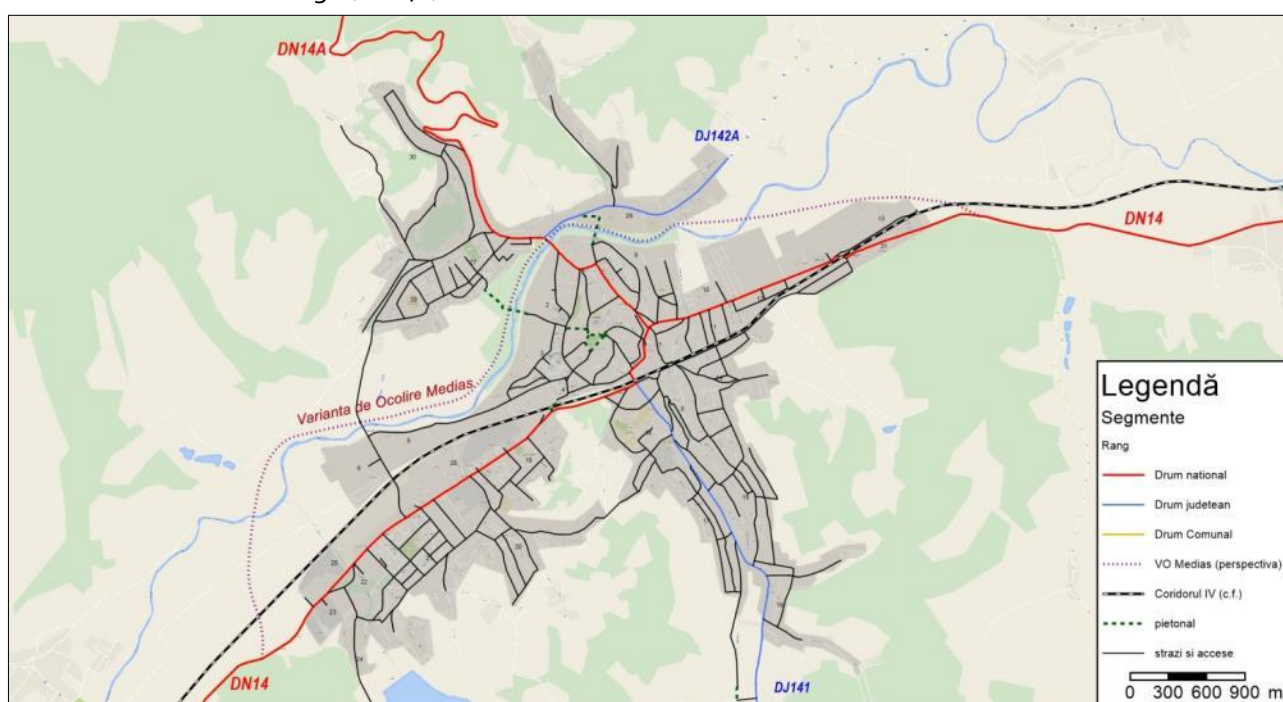 DN14A
DJ142A
DN14
Varianta de Ocolire Medias
DN14
DJ141
Legendă
Segmente
Rang
Drum national
Drum judetean
Drum Comunal
VO Medias (perspectiva)
Coridorul IV (c.f.)
pietonal
strazi si accese
0 300 600 900 m